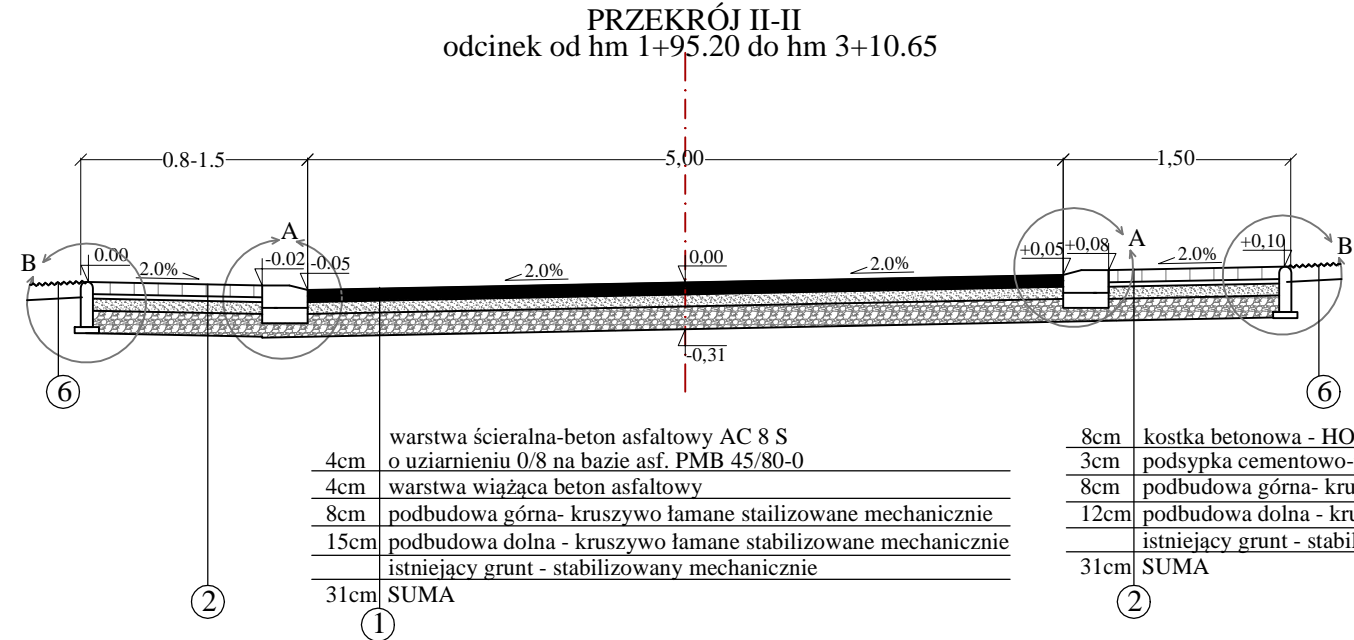 PRZEKRÓJ II-II
odcinek od hm 1+95.20 do hm 3+10.65
0.8-1.5 5,00 1,50
B 0.00 2.0% A -0.02 -0.05 2.0% 0,00 2.0% +0,05 +0,08 A 2.0% +0,10 B
-0,31
6 6
warstwa ścieralna-beton asfaltowy AC 8 S
4cm o uziarnieniu 0/8 na bazie asf. PMB 45/80-0
4cm warstwa wiążąca beton asfaltowy
8cm podbudowa górna- kruszywo łamane stailizowane mechanicznie
15cm podbudowa dolna - kruszywo łamane stabilizowane mechanicznie
istniejący grunt - stabilizowany mechanicznie
31cm SUMA
8cm kostka betonowa - HO
3cm podsypka cementowo-
8cm podbudowa górna- kru
12cm podbudowa dolna - kru
istniejący grunt - stabil
31cm SUMA
2 1 2